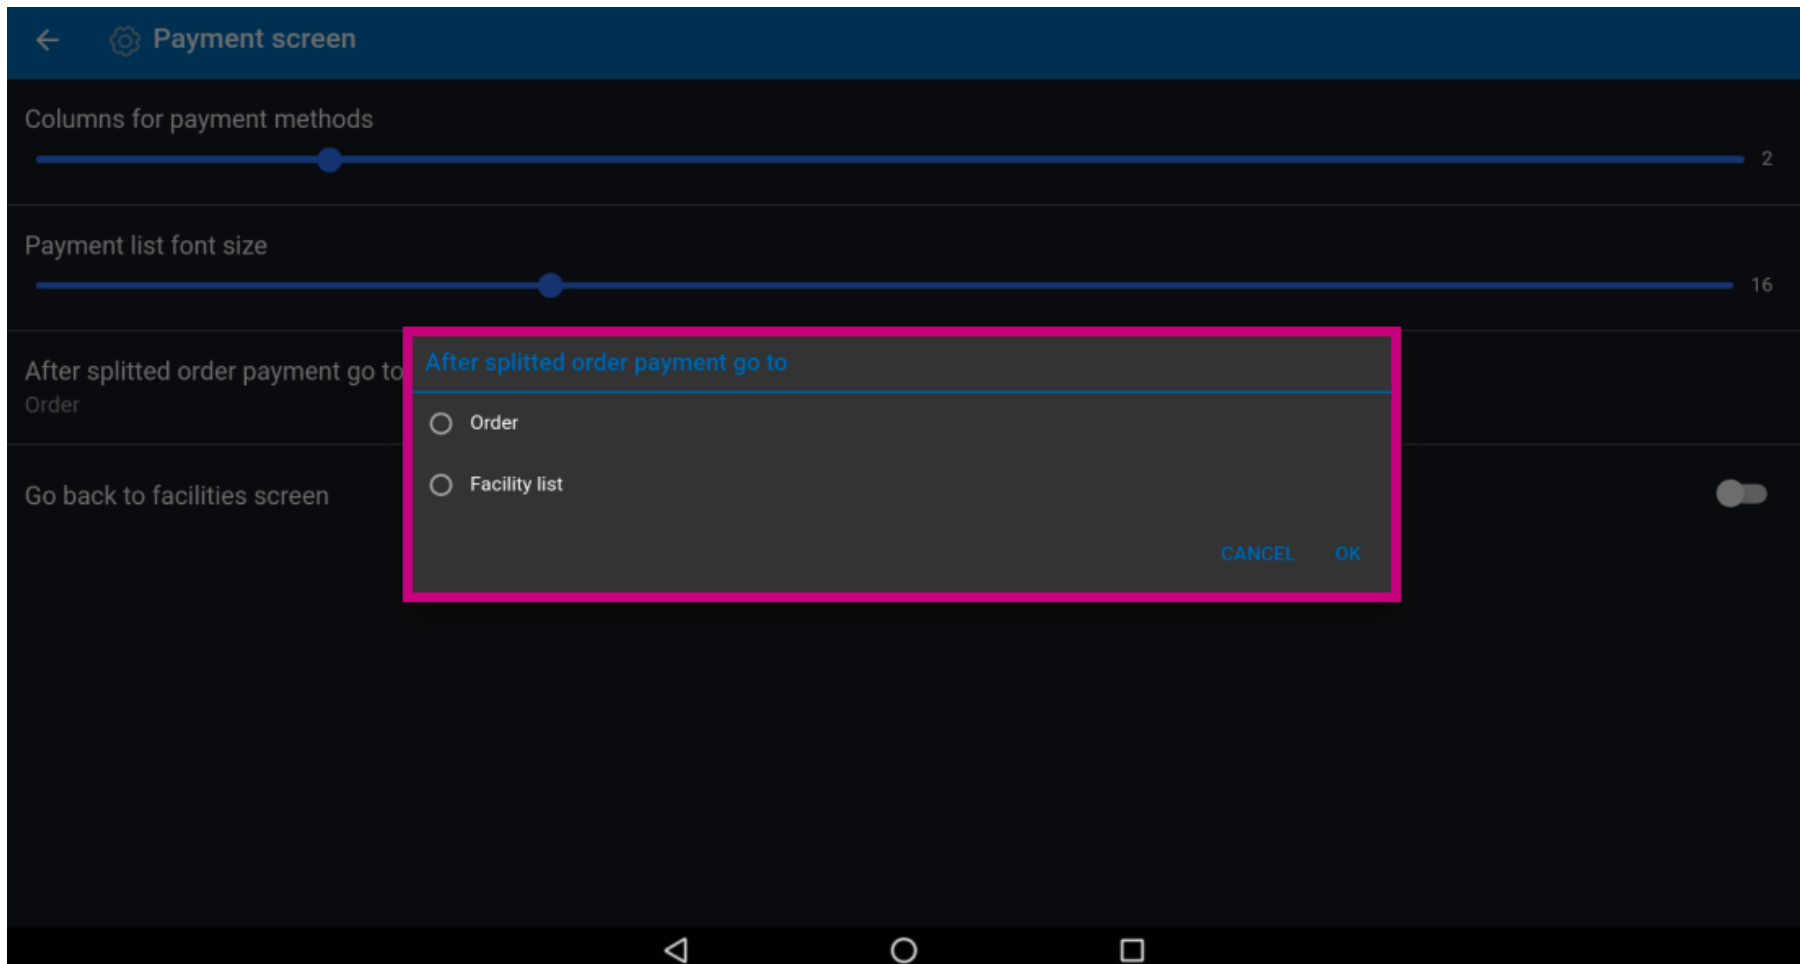 Payment screen
Columns for payment methods
2
Payment list font size
16
After splitted order payment go to
Order
After splitted order payment go to
Order
Facility list
CANCEL OK
Go back to facilities screen